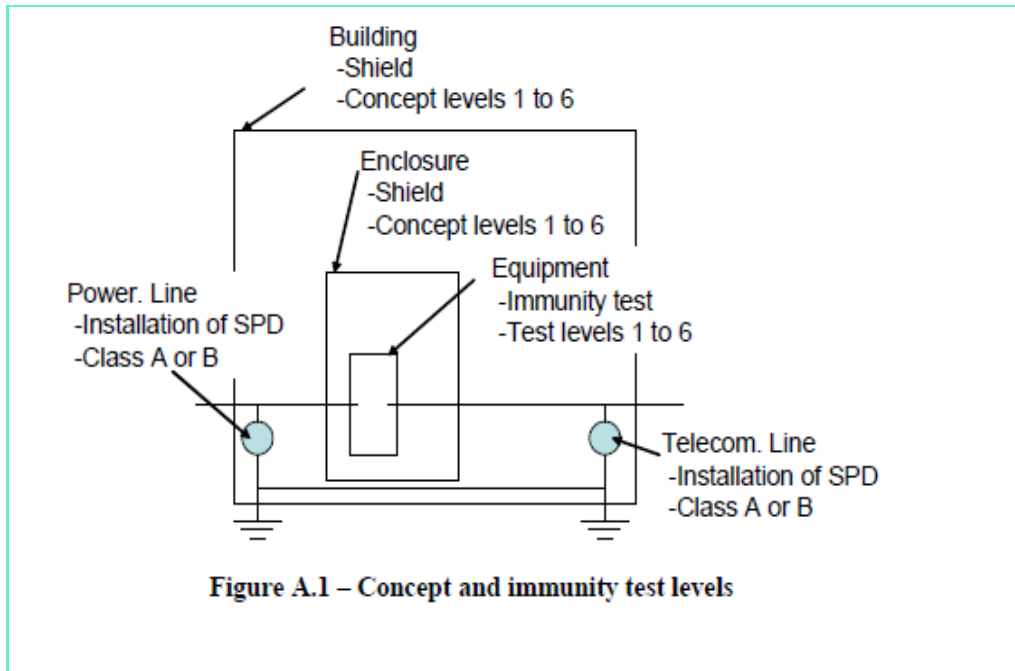 Building
-Shield
-Concept levels 1 to 6
Enclosure
-Shield
-Concept levels 1 to 6
Equipment
-Immunity test
-Test levels 1 to 6
Power. Line
-Installation of SPD
-Class A or B
Telecom. Line
-Installation of SPD
-Class A or B
Figure A.1 – Concept and immunity test levels